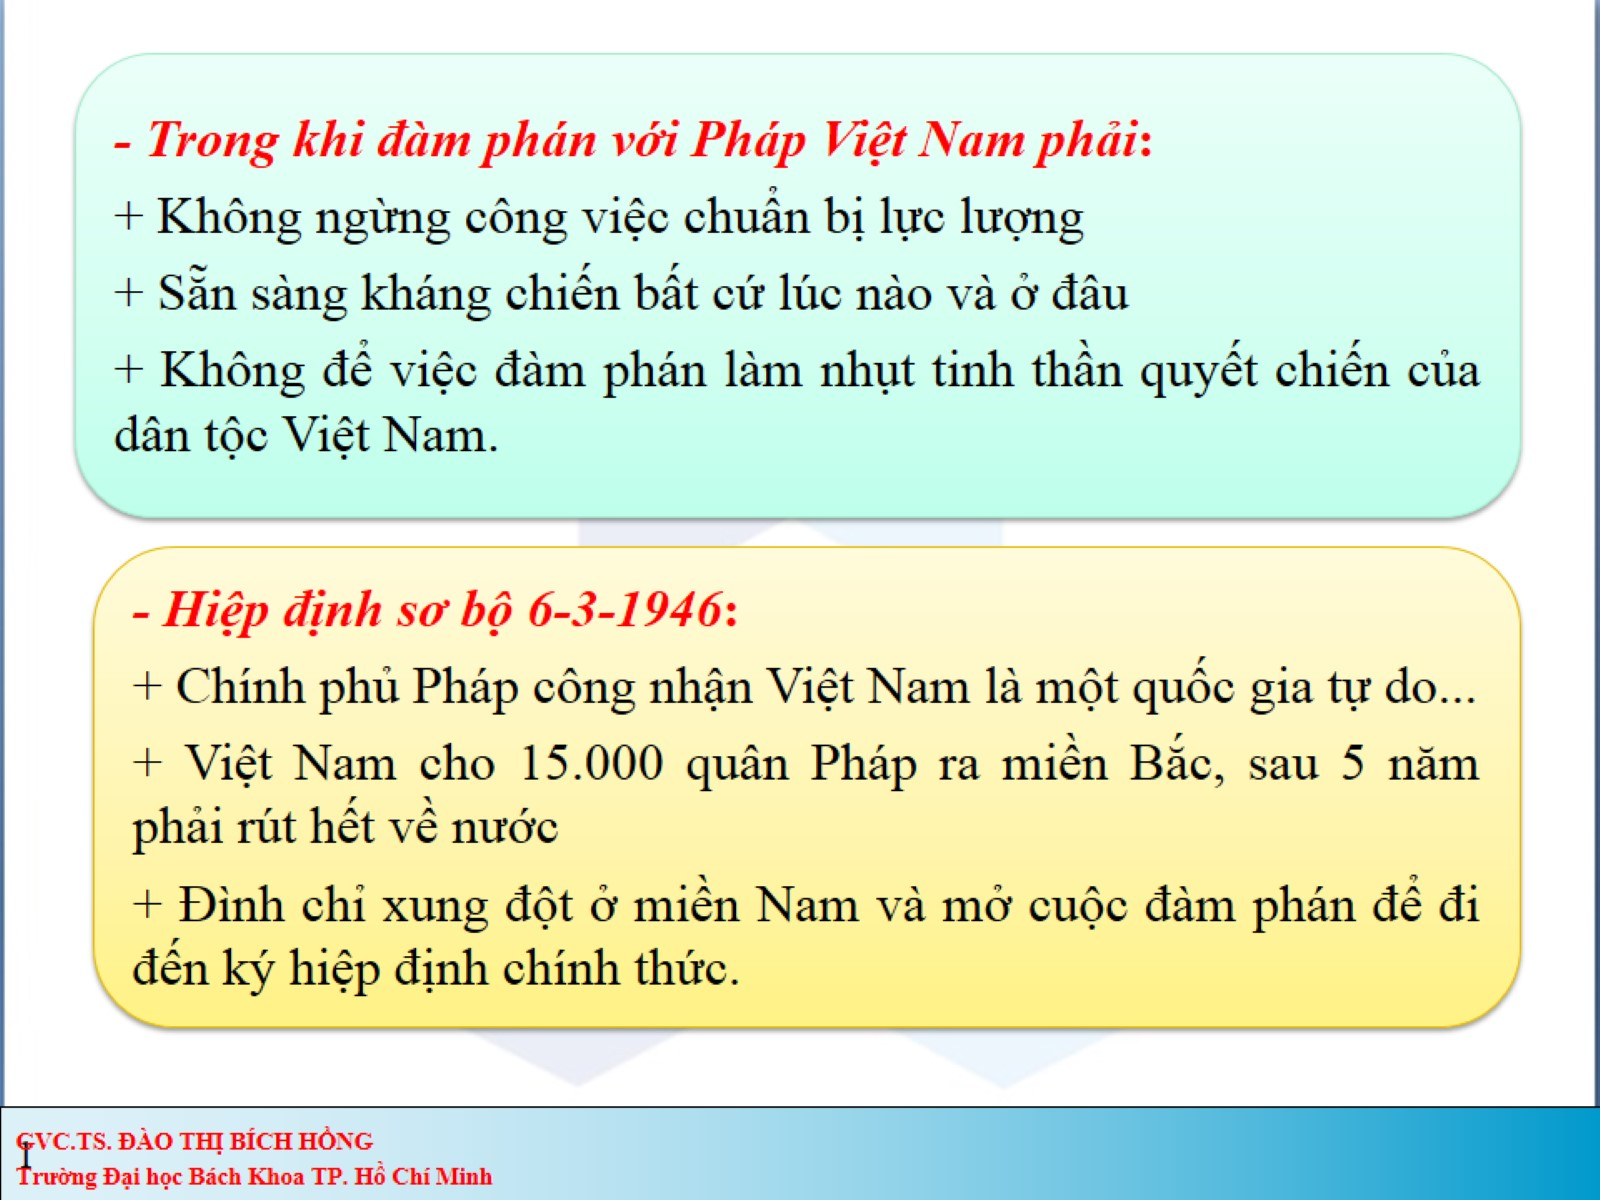 - Trong khi đàm phán với Pháp Việt Nam phải:
+ Không ngừng công việc chuẩn bị lực lượng
+ Sẵn sàng kháng chiến bất cứ lúc nào và ở đâu
+ Không để việc đàm phán làm nhụt tinh thần quyết chiến của
dân tộc Việt Nam.
- Hiệp định sơ bộ 6-3-1946:
+ Chính phủ Pháp công nhận Việt Nam là một quốc gia tự do...
+ Việt Nam cho 15.000 quân Pháp ra miền Bắc, sau 5 năm
phải rút hết về nước
+ Đình chỉ xung đột ở miền Nam và mở cuộc đàm phán để đi
đến ký hiệp định chính thức.
GVC.TS. ĐÀO THỊ BÍCH HỒNG
1
Trường Đại học Bách Khoa TP. Hồ Chí Minh